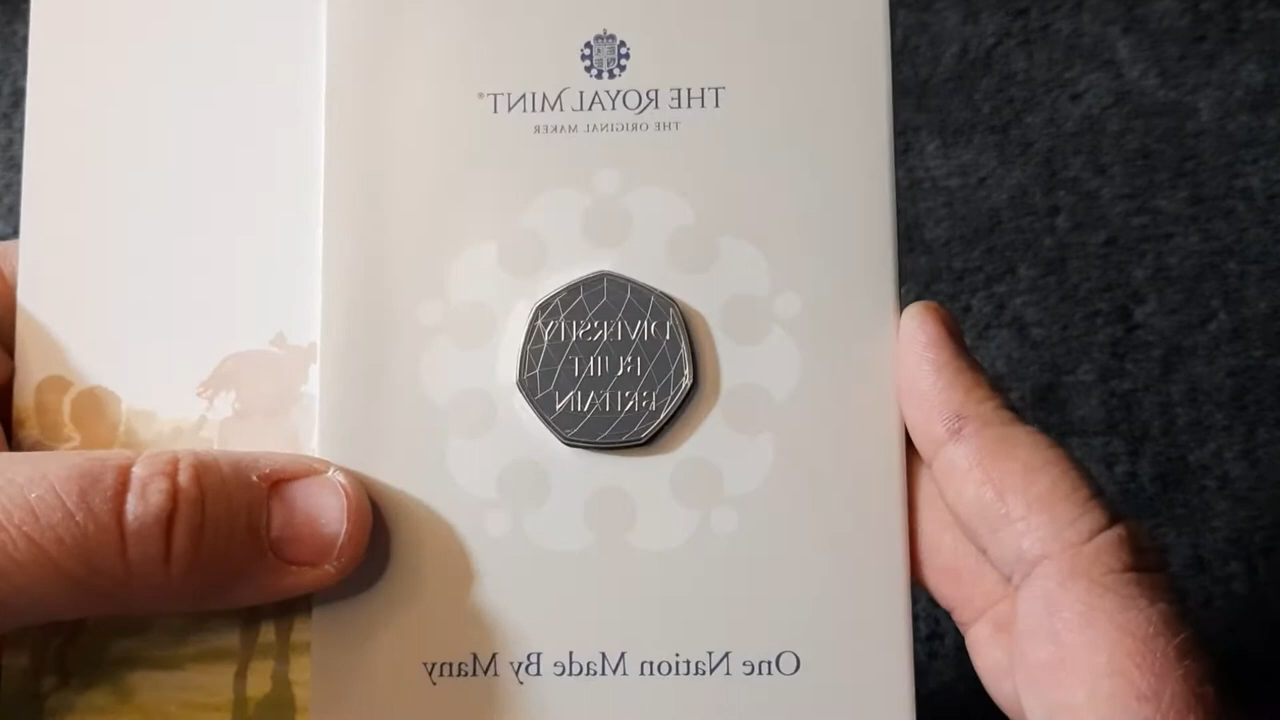 THE ROYAL MINT®
THE ORIGINAL MAKER
DIVERSITY
BUILT
BRITAIN
One Nation Made By Many